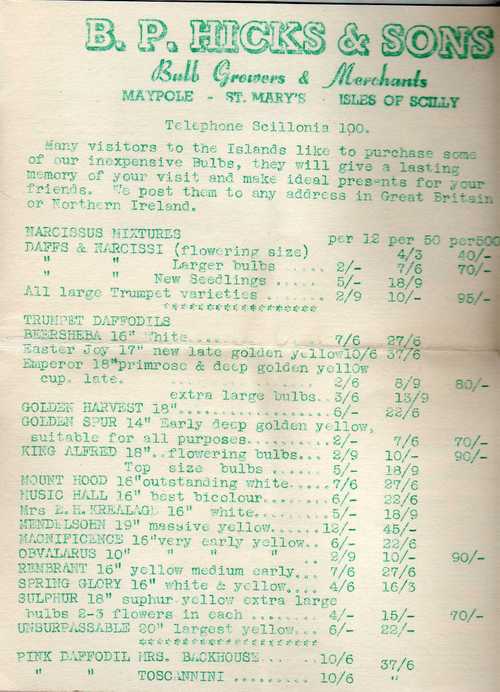 B. P. HICKS & SONS
Bulb Growers & Merchants
MAYPOLE - ST. MARY'S - ISLES OF SCILLY
Telephone Scillonia 100.
Many visitors to the Islands like to purchase some
of our inexpensive Bulbs, they will give a lasting
memory of your visit and make ideal presents for your
friends. We post them to any address in Great Britain
or Northern Ireland.
NARCISSUS MIXTURES per 12 per 50 per500
DAFFS & NARCISSI (flowering size) 4/3 40/-
" " Larger bulbs ..... 2/- 7/6 70/-
" " New Seedlings ..... 5/- 18/9
All large Trumpet varieties ........ 2/9 10/- 95/-
******************
TRUMPET DAFFODILS
BEERSHEBA 16" White............... 7/6 27/6
Easter Joy 17" new late golden yellow10/6 37/6
Emperor 18"primrose & deep golden yellow
cup. late. .................. 2/6 8/9 80/-
extra large bulbs..3/6 13/9
GOLDEN HARVEST 18"................... 6/- 22/6
GOLDEN SPUR 14" Early deep golden yellow,
suitable for all purposes........2/- 7/6 70/-
KING ALFRED 18"..flowering bulbs... 2/9 10/- 90/-
Top size bulbs ..... 5/- 18/9
MOUNT HOOD 16"outstanding white.....7/6 27/6
MUSIC HALL 16" best bicolour........6/- 22/6
Mrs E.H.KREALAGE 16" white........5/- 18/9
MENDELSOHN 19" massive yellow.......12/- 45/-
MAGNIFICENCE 16"very early yellow.. 6/- 22/6
OBVALARUS 10" " " " .. 2/9 10/- 90/-
REMBRANT 16" yellow medium early... 7/6 27/6
SPRING GLORY 16" white & yellow.... 4/6 16/3
SULPHUR 18" suphur yellow extra large
bulbs 2-3 flowers in each ........ 4/- 15/- 70/-
UNSURPASSABLE 20" largest yellow... 6/- 22/-
*********************
PINK DAFFODIL MRS. BACKHOUSE... ..... 10/6 37/6
" " TOSCANNINI ......... 10/6 "